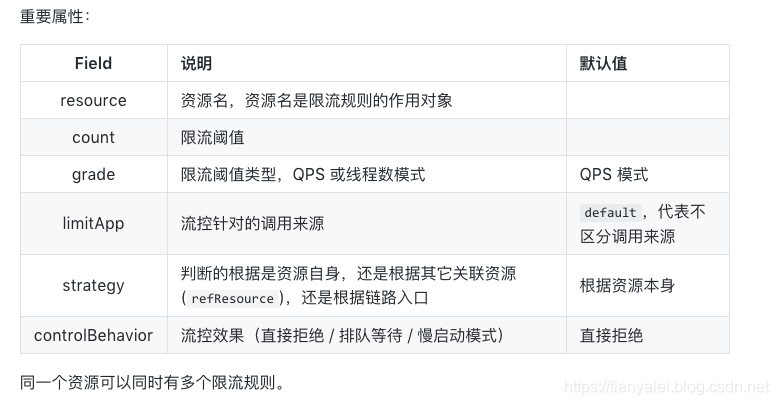 重要属性：
Field 说明 默认值
resource 资源名，资源名是限流规则的作用对象
count 限流阈值
grade 限流阈值类型，QPS 或线程数模式 QPS 模式
limitApp 流控针对的调用来源 default，代表不
区分调用来源
strategy 判断的根据是资源自身，还是根据其它关联资源
(refResource)，还是根据链路入口 根据资源本身
controlBehavior 流控效果（直接拒绝 / 排队等待 / 慢启动模式） 直接拒绝
同一个资源可以同时有多个限流规则。
https://tianyalei.blog.csdn.net